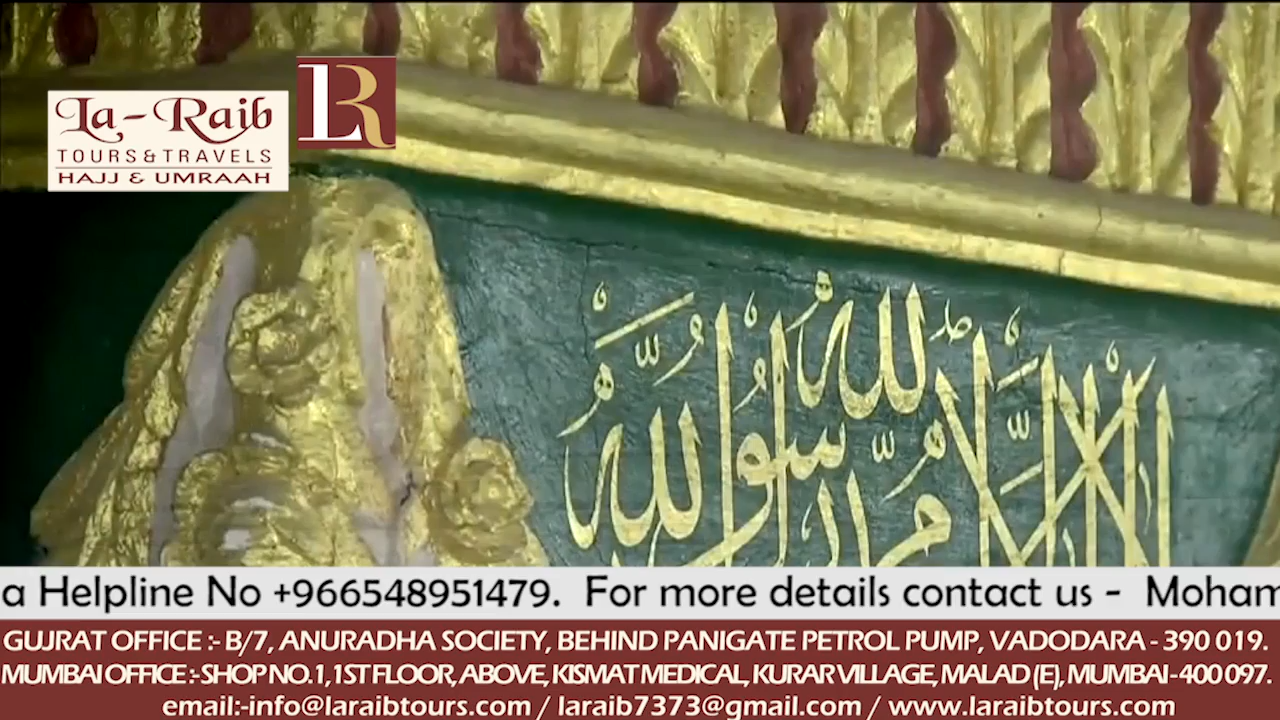 La-Raib
TOURS & TRAVELS
HAJJ & UMRAAH
LR
لا إله إلا الله
محمد رسول الله
a Helpline No +966548951479. For more details contact us - Moham
GUJRAT OFFICE :- B/7, ANURADHA SOCIETY, BEHIND PANIGATE PETROL PUMP, VADODARA - 390 019.
MUMBAI OFFICE :- SHOP NO. 1, 1ST FLOOR, ABOVE, KISMAT MEDICAL, KURAR VILLAGE, MALAD (E), MUMBAI - 400 097.
email:-info@laraibtours.com / laraib7373@gmail.com / www.laraibtours.com